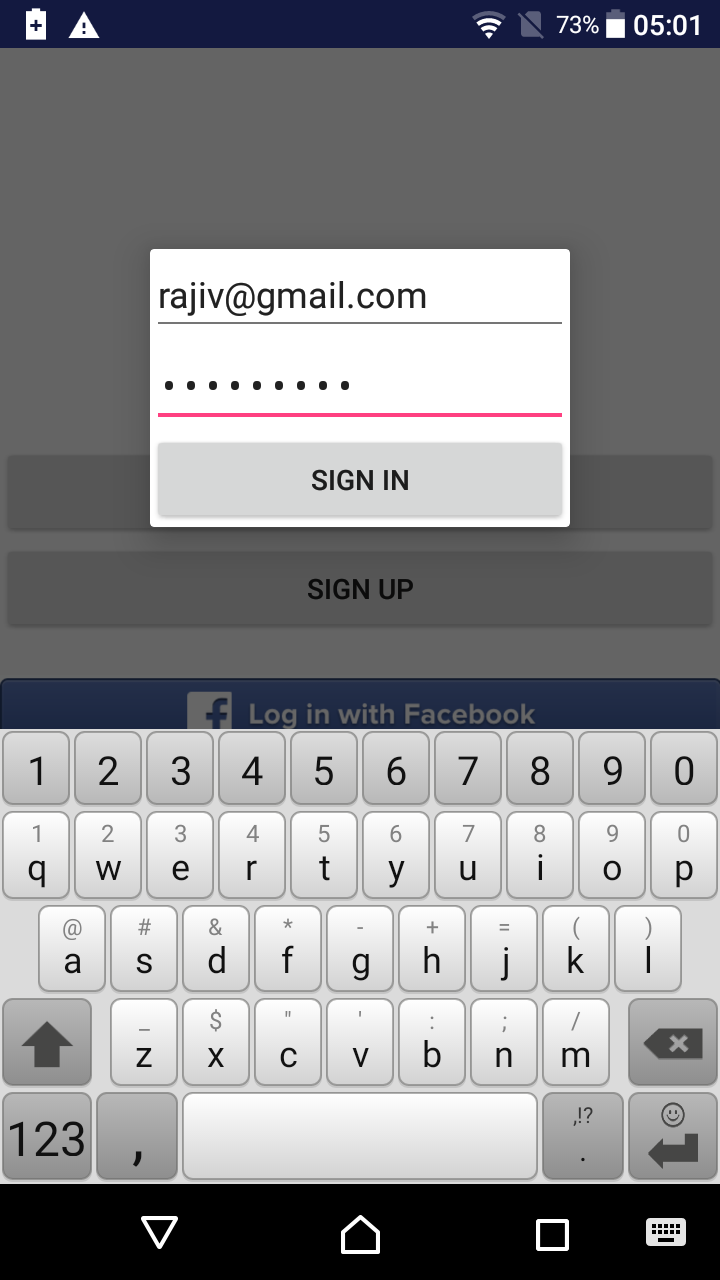 73% 05:01
rajiv@gmail.com
•••••••••
SIGN IN
SIGN UP
f Log in with Facebook
1 2 3 4 5 6 7 8 9 0
1 2 3 4 5 6 7 8 9 0
q w e r t y u i o p
@ # & * - + = ( )
a s d f g h j k l
_ $ " ' : ; /
z x c v b n m
,!?
123 , .